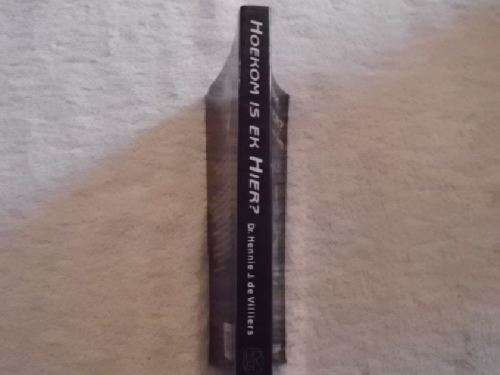 HOEKOM IS EK HIER?
Dr. Hennie J. de Villiers